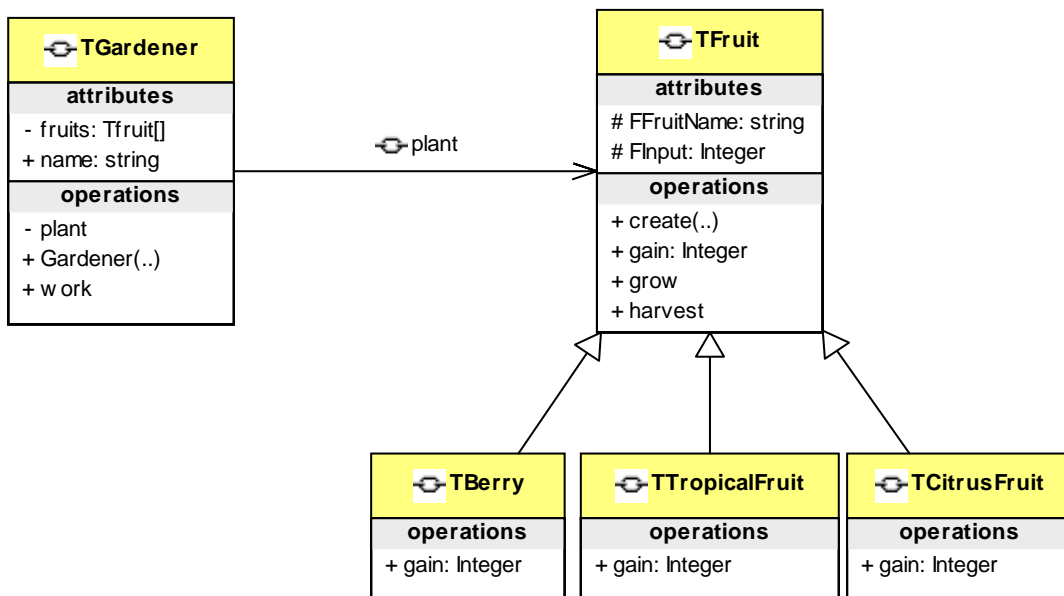 TGardener
attributes
- fruits: Tfruit[]
+ name: string
operations
- plant
+ Gardener(..)
+ work
plant
TFruit
attributes
# FFruitName: string
# FInput: Integer
operations
+ create(..)
+ gain: Integer
+ grow
+ harvest
TBerry
operations
+ gain: Integer
TTropicalFruit
operations
+ gain: Integer
TCitrusFruit
operations
+ gain: Integer